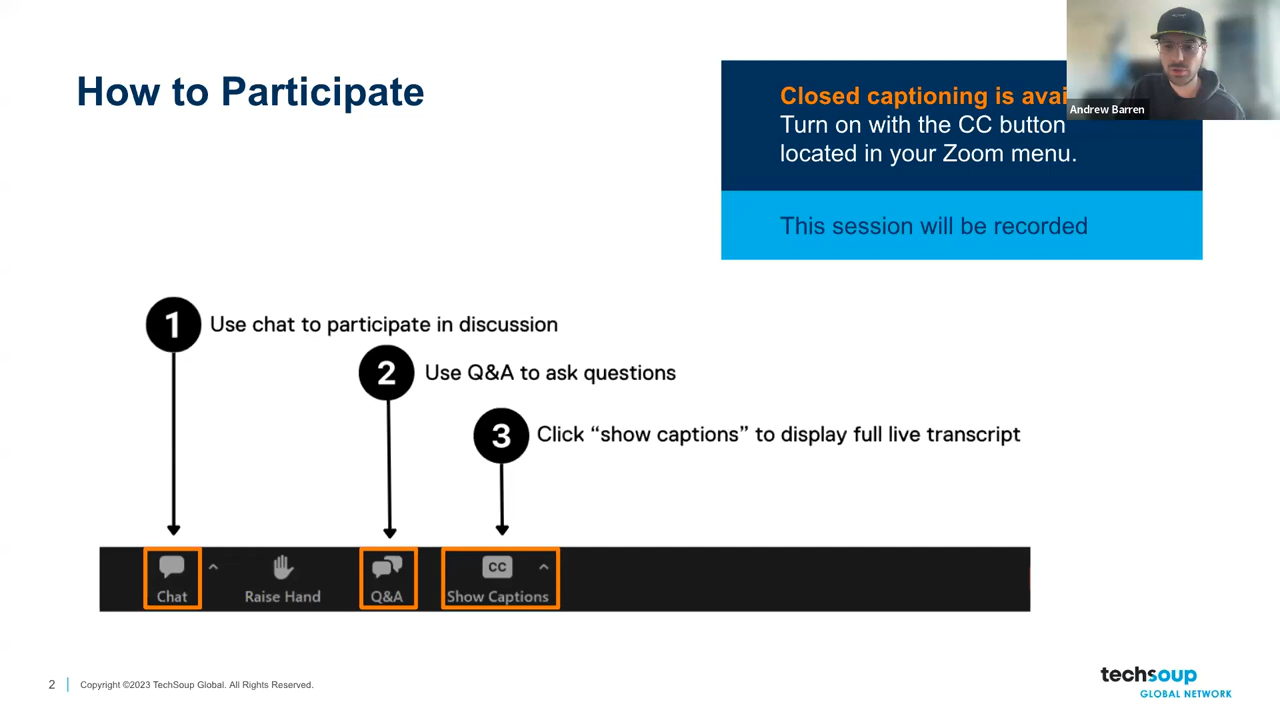 How to Participate
Closed captioning is avai
Turn on with the CC button
located in your Zoom menu.
Andrew Barren
This session will be recorded
1 Use chat to participate in discussion
2 Use Q&A to ask questions
3 Click “show captions” to display full live transcript
CC
Chat Raise Hand Q&A Show Captions
2 Copyright ©2023 TechSoup Global. All Rights Reserved.
techsoup
GLOBAL NETWORK